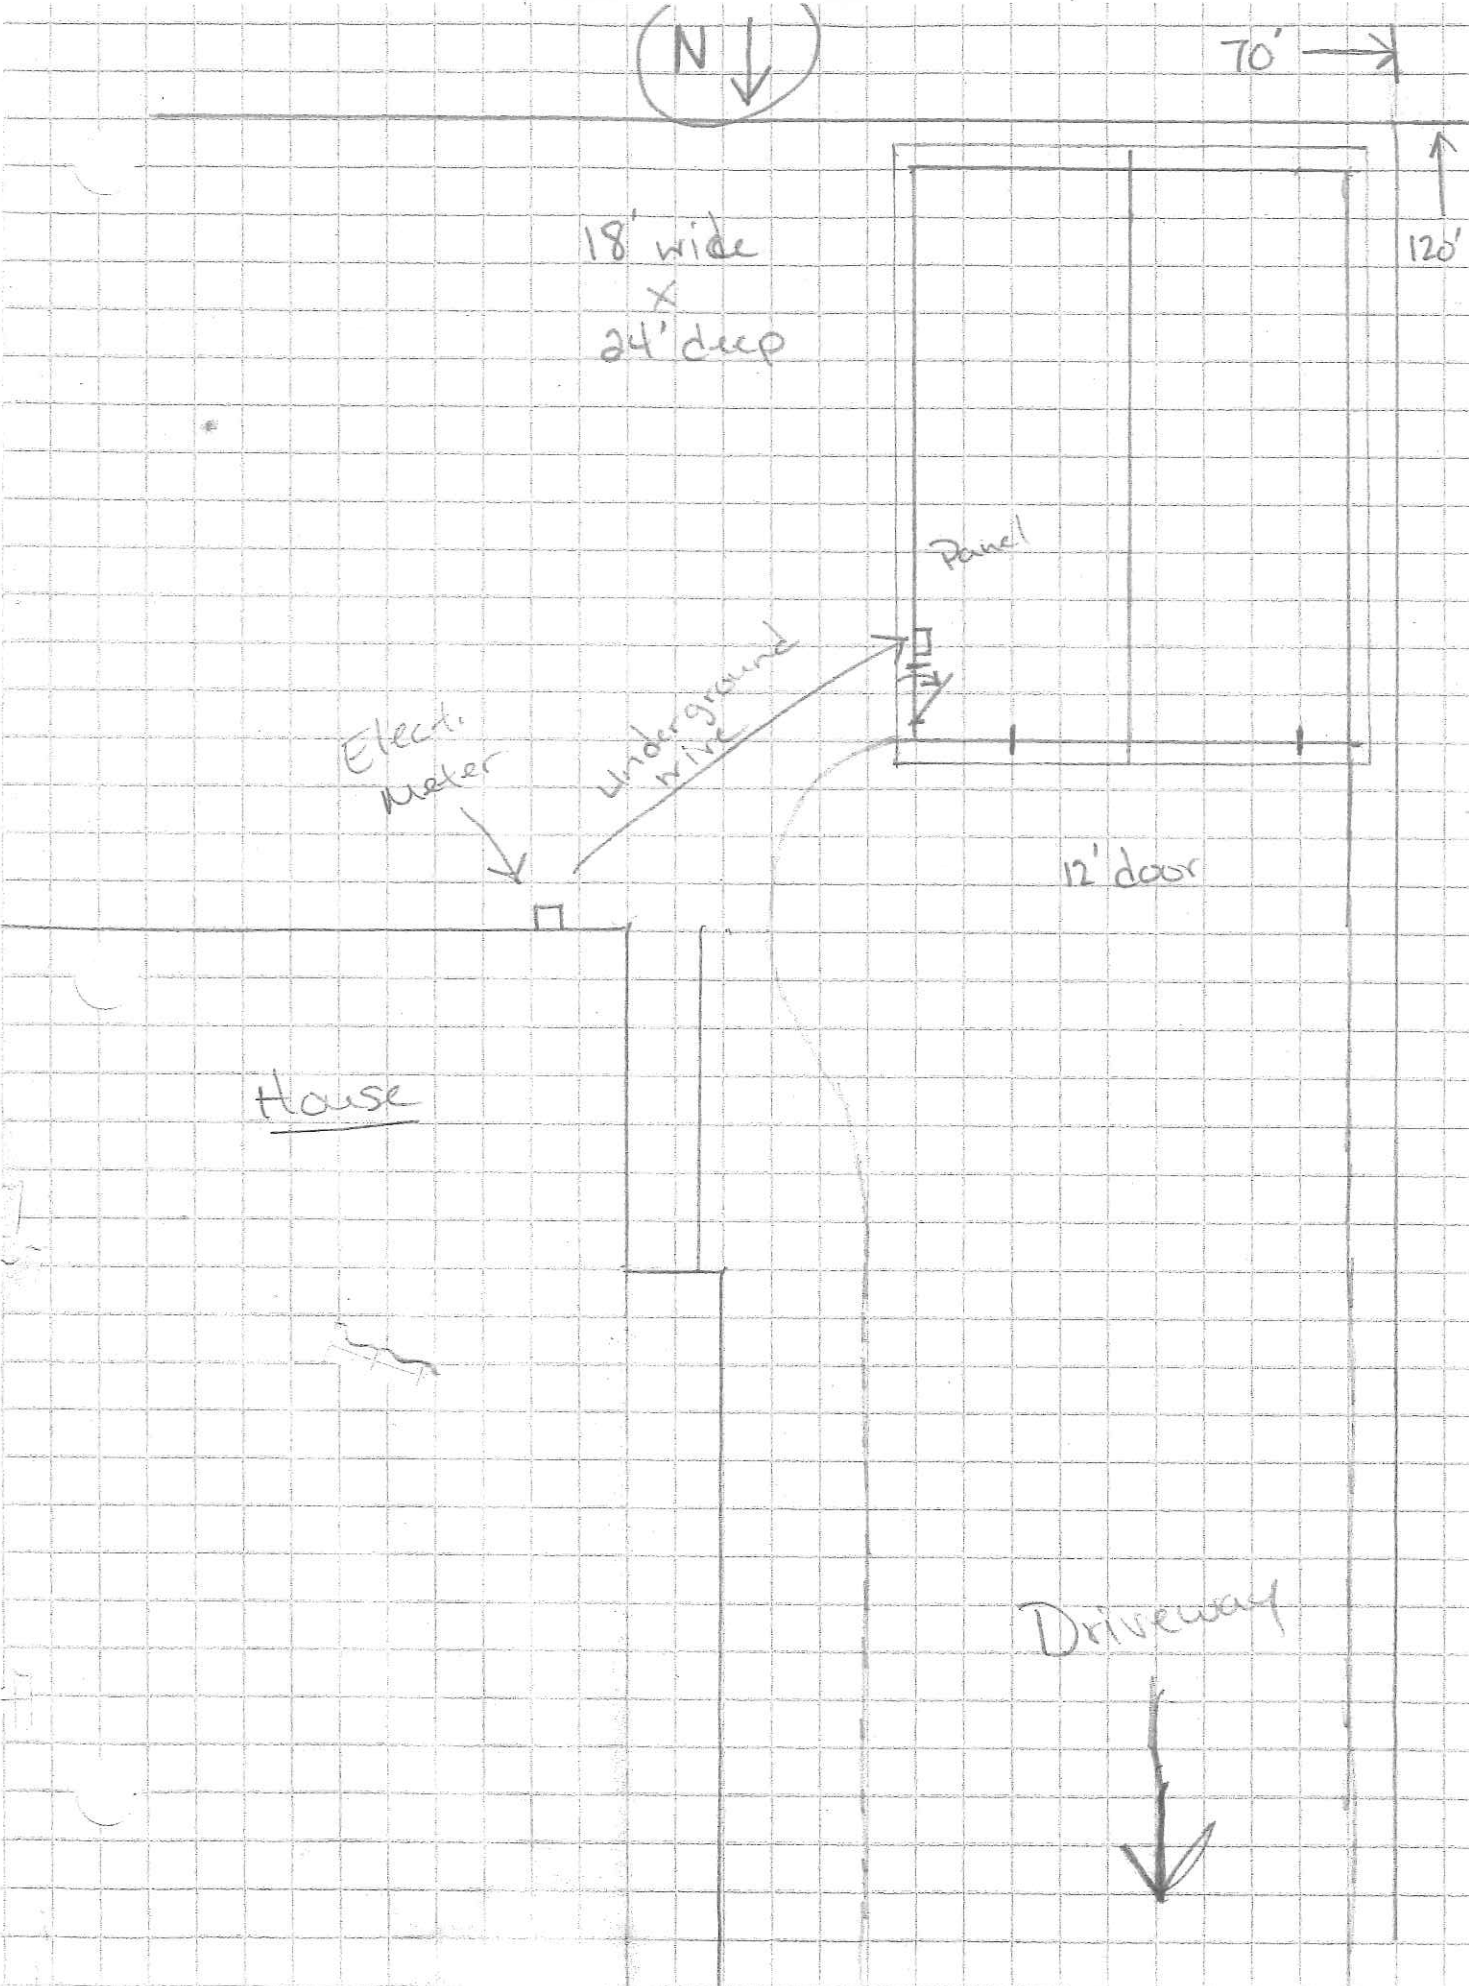 N
70'
120'
18' wide
x
24' deep
Panel
Underground
wire
Elect.
Meter
12' door
House
Driveway